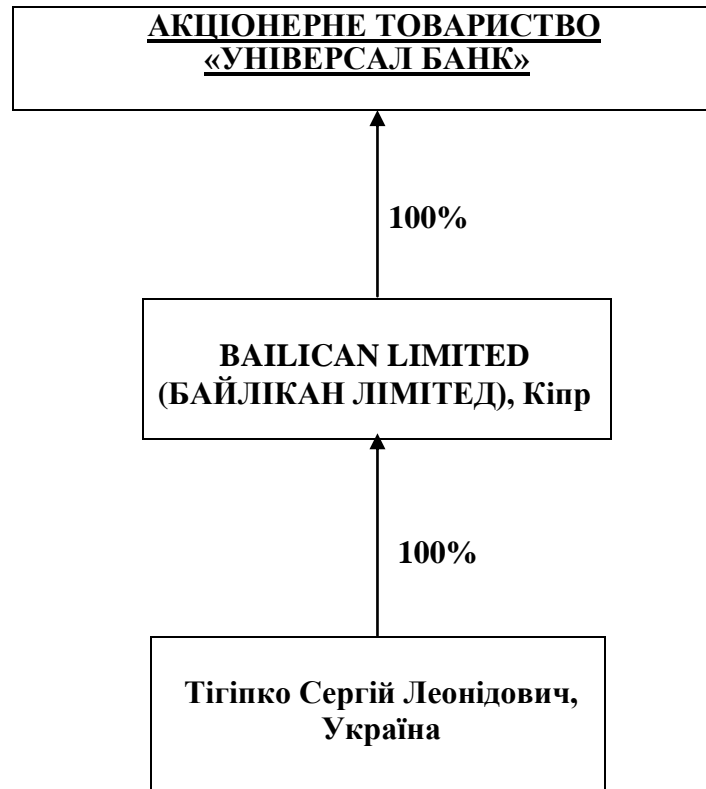 АКЦІОНЕРНЕ ТОВАРИСТВО
«УНІВЕРСАЛ БАНК»
100%
BAILICAN LIMITED
(БАЙЛІКАН ЛІМІТЕД), Кіпр
100%
Тігіпко Сергій Леонідович,
Україна